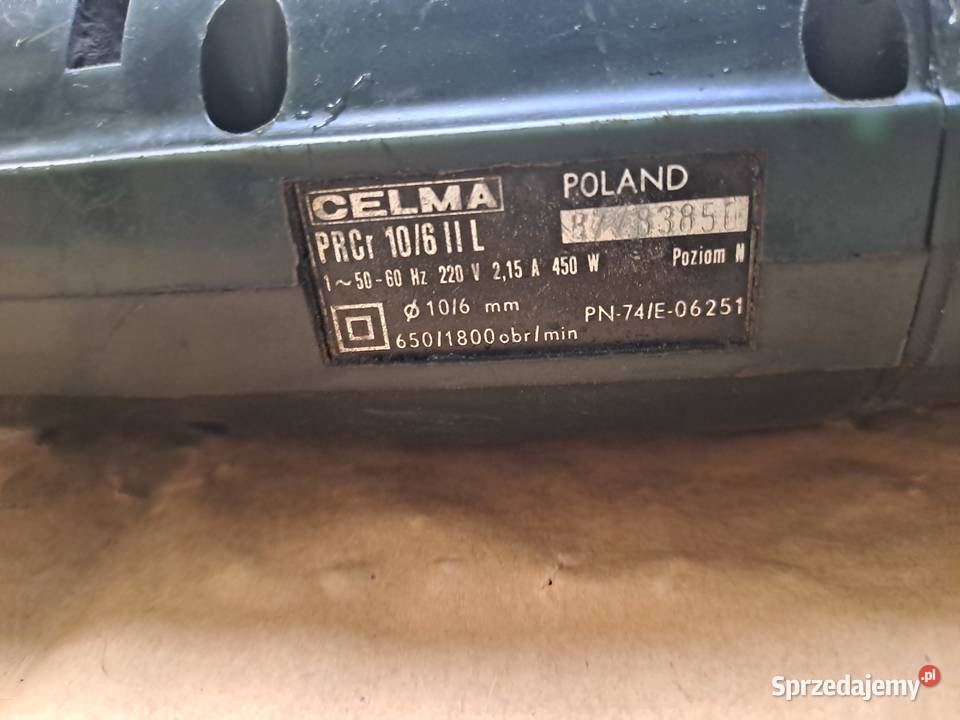 CELMA
POLAND
PRCr 10/6 II L
1~50-60 Hz 220 V 2,15 A 450 W
Poziom N
ϕ 10/6 mm
PN-74/E-06251
650/1800 obr/min
Sprzedajemy.pl